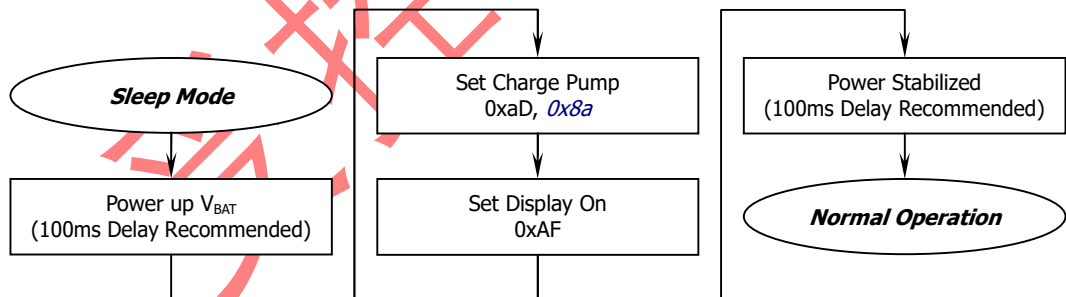 Sleep Mode
Power up VBAT
(100ms Delay Recommended)
Set Charge Pump
0xaD, 0x8a
Set Display On
0xAF
Power Stabilized
(100ms Delay Recommended)
Normal Operation